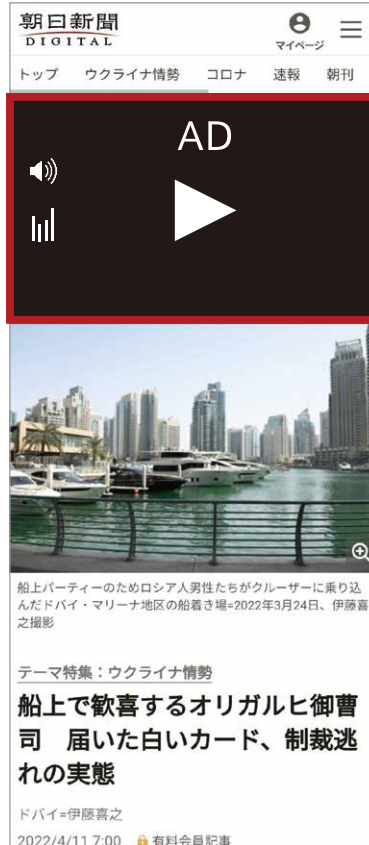 朝日新聞
DIGITAL
マイページ
トップ ウクライナ情勢 コロナ 速報 朝刊
AD
船上パーティーのためロシア人男性たちがクルーザーに乗り込
んだドバイ・マリーナ地区の船着き場=2022年3月24日、伊藤喜
之撮影
テーマ特集：ウクライナ情勢
船上で歓喜するオリガルヒ御曹
司　届いた白いカード、制裁逃
れの実態
ドバイ=伊藤喜之
2022/4/11 7:00 有料会員記事